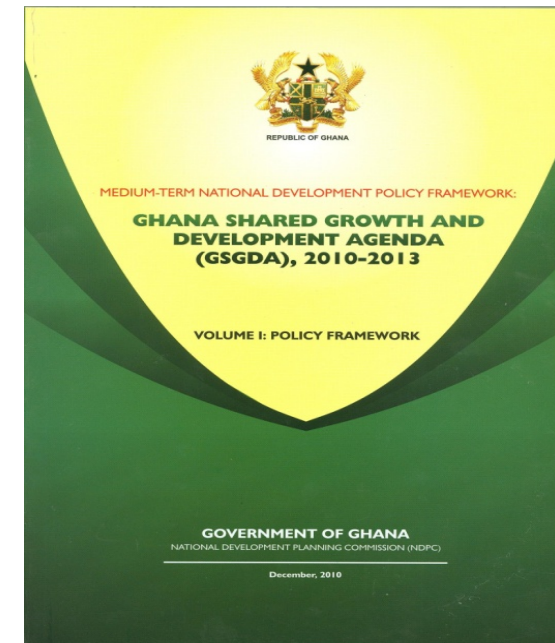 REPUBLIC OF GHANA
MEDIUM-TERM NATIONAL DEVELOPMENT POLICY FRAMEWORK:
GHANA SHARED GROWTH AND
DEVELOPMENT AGENDA
(GSGDA), 2010-2013
VOLUME I: POLICY FRAMEWORK
GOVERNMENT OF GHANA
NATIONAL DEVELOPMENT PLANNING COMMISSION (NDPC)
December, 2010